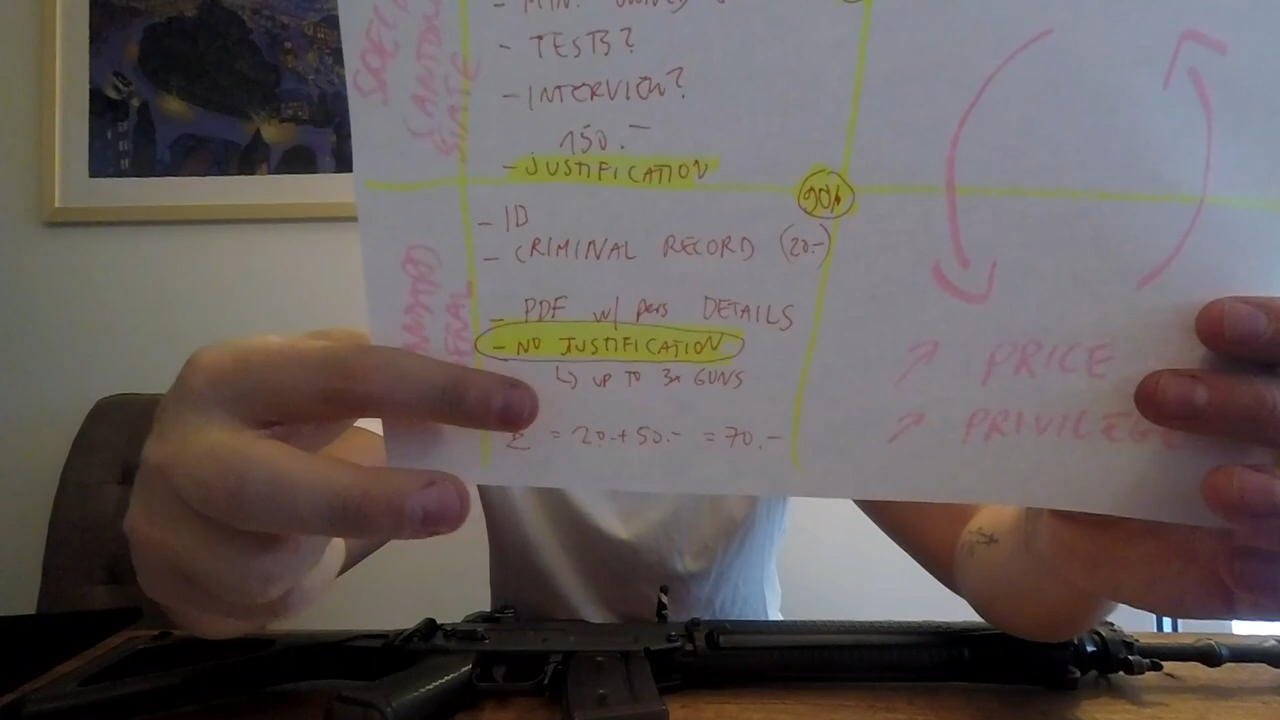 - TESTS?
- INTERVIEW?
150.-
- JUSTIFICATION
90%
- ID
- CRIMINAL RECORD (20.-)
- PDF w/ pers DETAILS
- NO JUSTIFICATION
↳ UP TO 3x GUNS
Σ = 20.-+50.- = 70.-
↗ PRICE
↗ PRIVILEGE